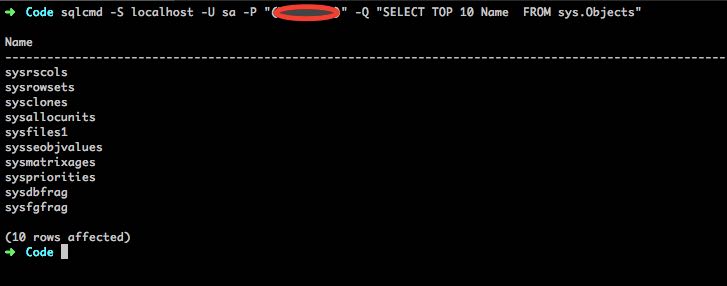 ➜ Code sqlcmd -S localhost -U sa -P "( )" -Q "SELECT TOP 10 Name  FROM sys.Objects"
Name
--------------------------------------------------------------------------------------------------------------------------------
sysrscols
sysrowsets
sysclones
sysallocunits
sysfiles1
sysseobjvalues
sysmatrixages
syspriorities
sysdbfrag
sysfgfrag
(10 rows affected)
➜ Code